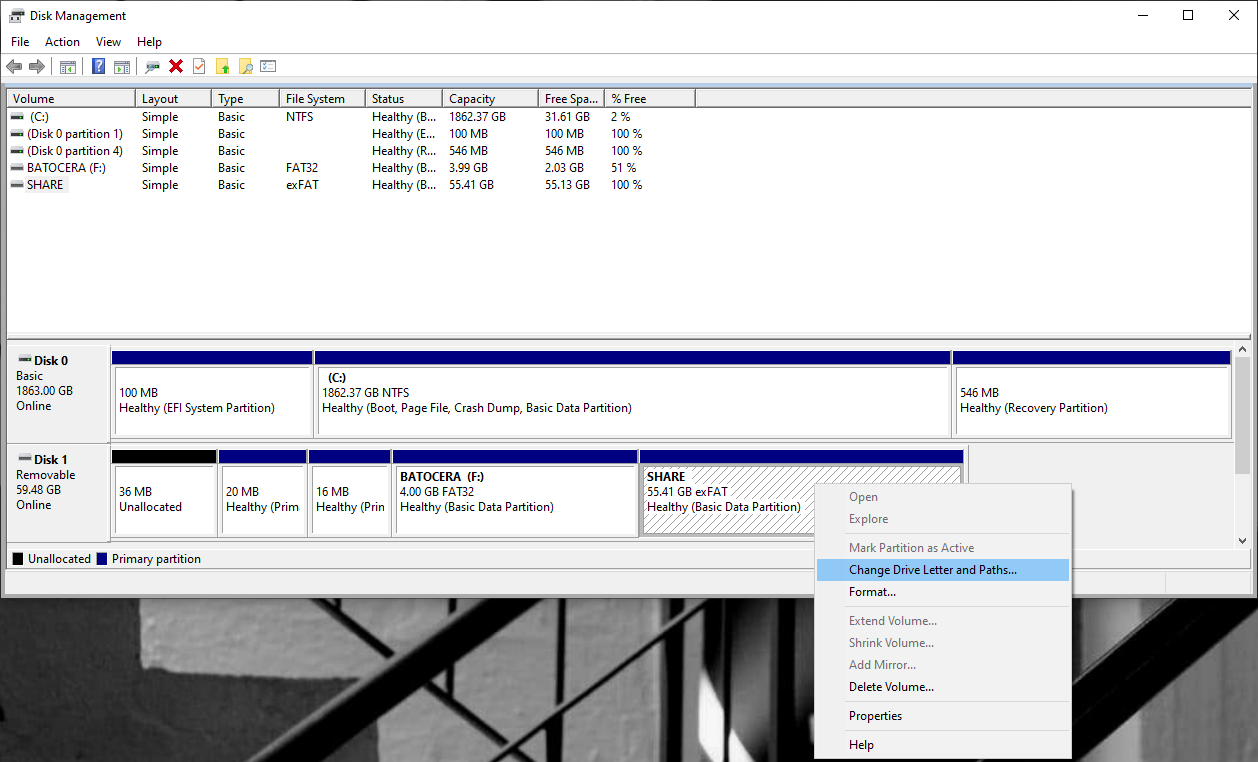 Disk Management
File Action View Help
Volume Layout Type File System Status Capacity Free Spa... % Free
(C:) Simple Basic NTFS Healthy (B... 1862.37 GB 31.61 GB 2 %
(Disk 0 partition 1) Simple Basic Healthy (E... 100 MB 100 MB 100 %
(Disk 0 partition 4) Simple Basic Healthy (R... 546 MB 546 MB 100 %
BATOCERA (F:) Simple Basic FAT32 Healthy (B... 3.99 GB 2.03 GB 51 %
SHARE Simple Basic exFAT Healthy (B... 55.41 GB 55.13 GB 100 %
Disk 0
Basic
1863.00 GB
Online
100 MB
Healthy (EFI System Partition)
(C:)
1862.37 GB NTFS
Healthy (Boot, Page File, Crash Dump, Basic Data Partition)
546 MB
Healthy (Recovery Partition)
Disk 1
Removable
59.48 GB
Online
36 MB
Unallocated
20 MB
Healthy (Prim
16 MB
Healthy (Prin
BATOCERA (F:)
4.00 GB FAT32
Healthy (Basic Data Partition)
SHARE
55.41 GB exFAT
Healthy (Basic Data Partition)
Unallocated Primary partition
Open
Explore
Mark Partition as Active
Change Drive Letter and Paths...
Format...
Extend Volume...
Shrink Volume...
Add Mirror...
Delete Volume...
Properties
Help